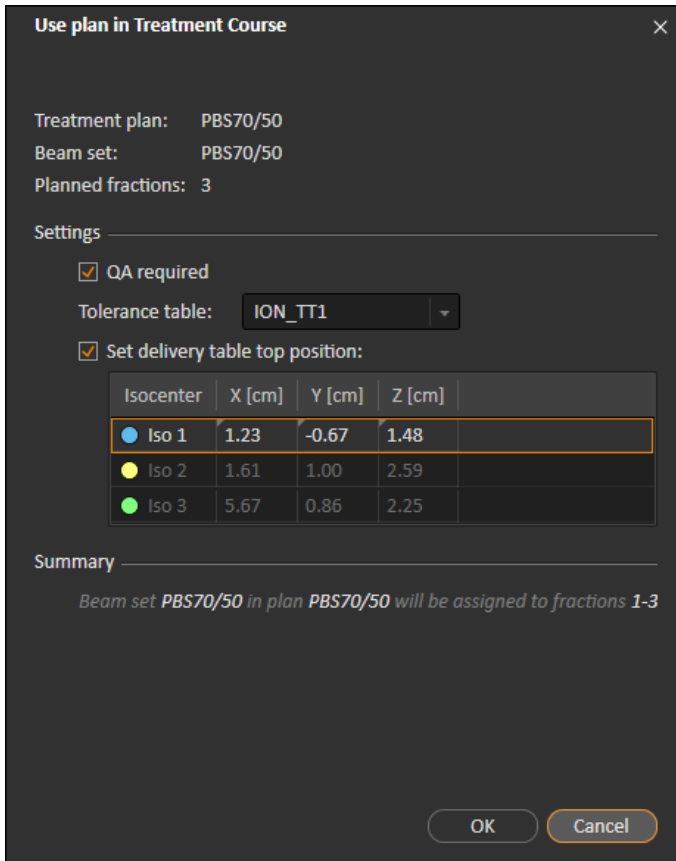 Use plan in Treatment Course
Treatment plan: PBS70/50
Beam set: PBS70/50
Planned fractions: 3
Settings
QA required
Tolerance table: ION_TT1
Set delivery table top position:
Isocenter X [cm] Y [cm] Z [cm]
Iso 1 1.23 -0.67 1.48
Iso 2 1.61 1.00 2.59
Iso 3 5.67 0.86 2.25
Summary
Beam set PBS70/50 in plan PBS70/50 will be assigned to fractions 1-3
OK Cancel